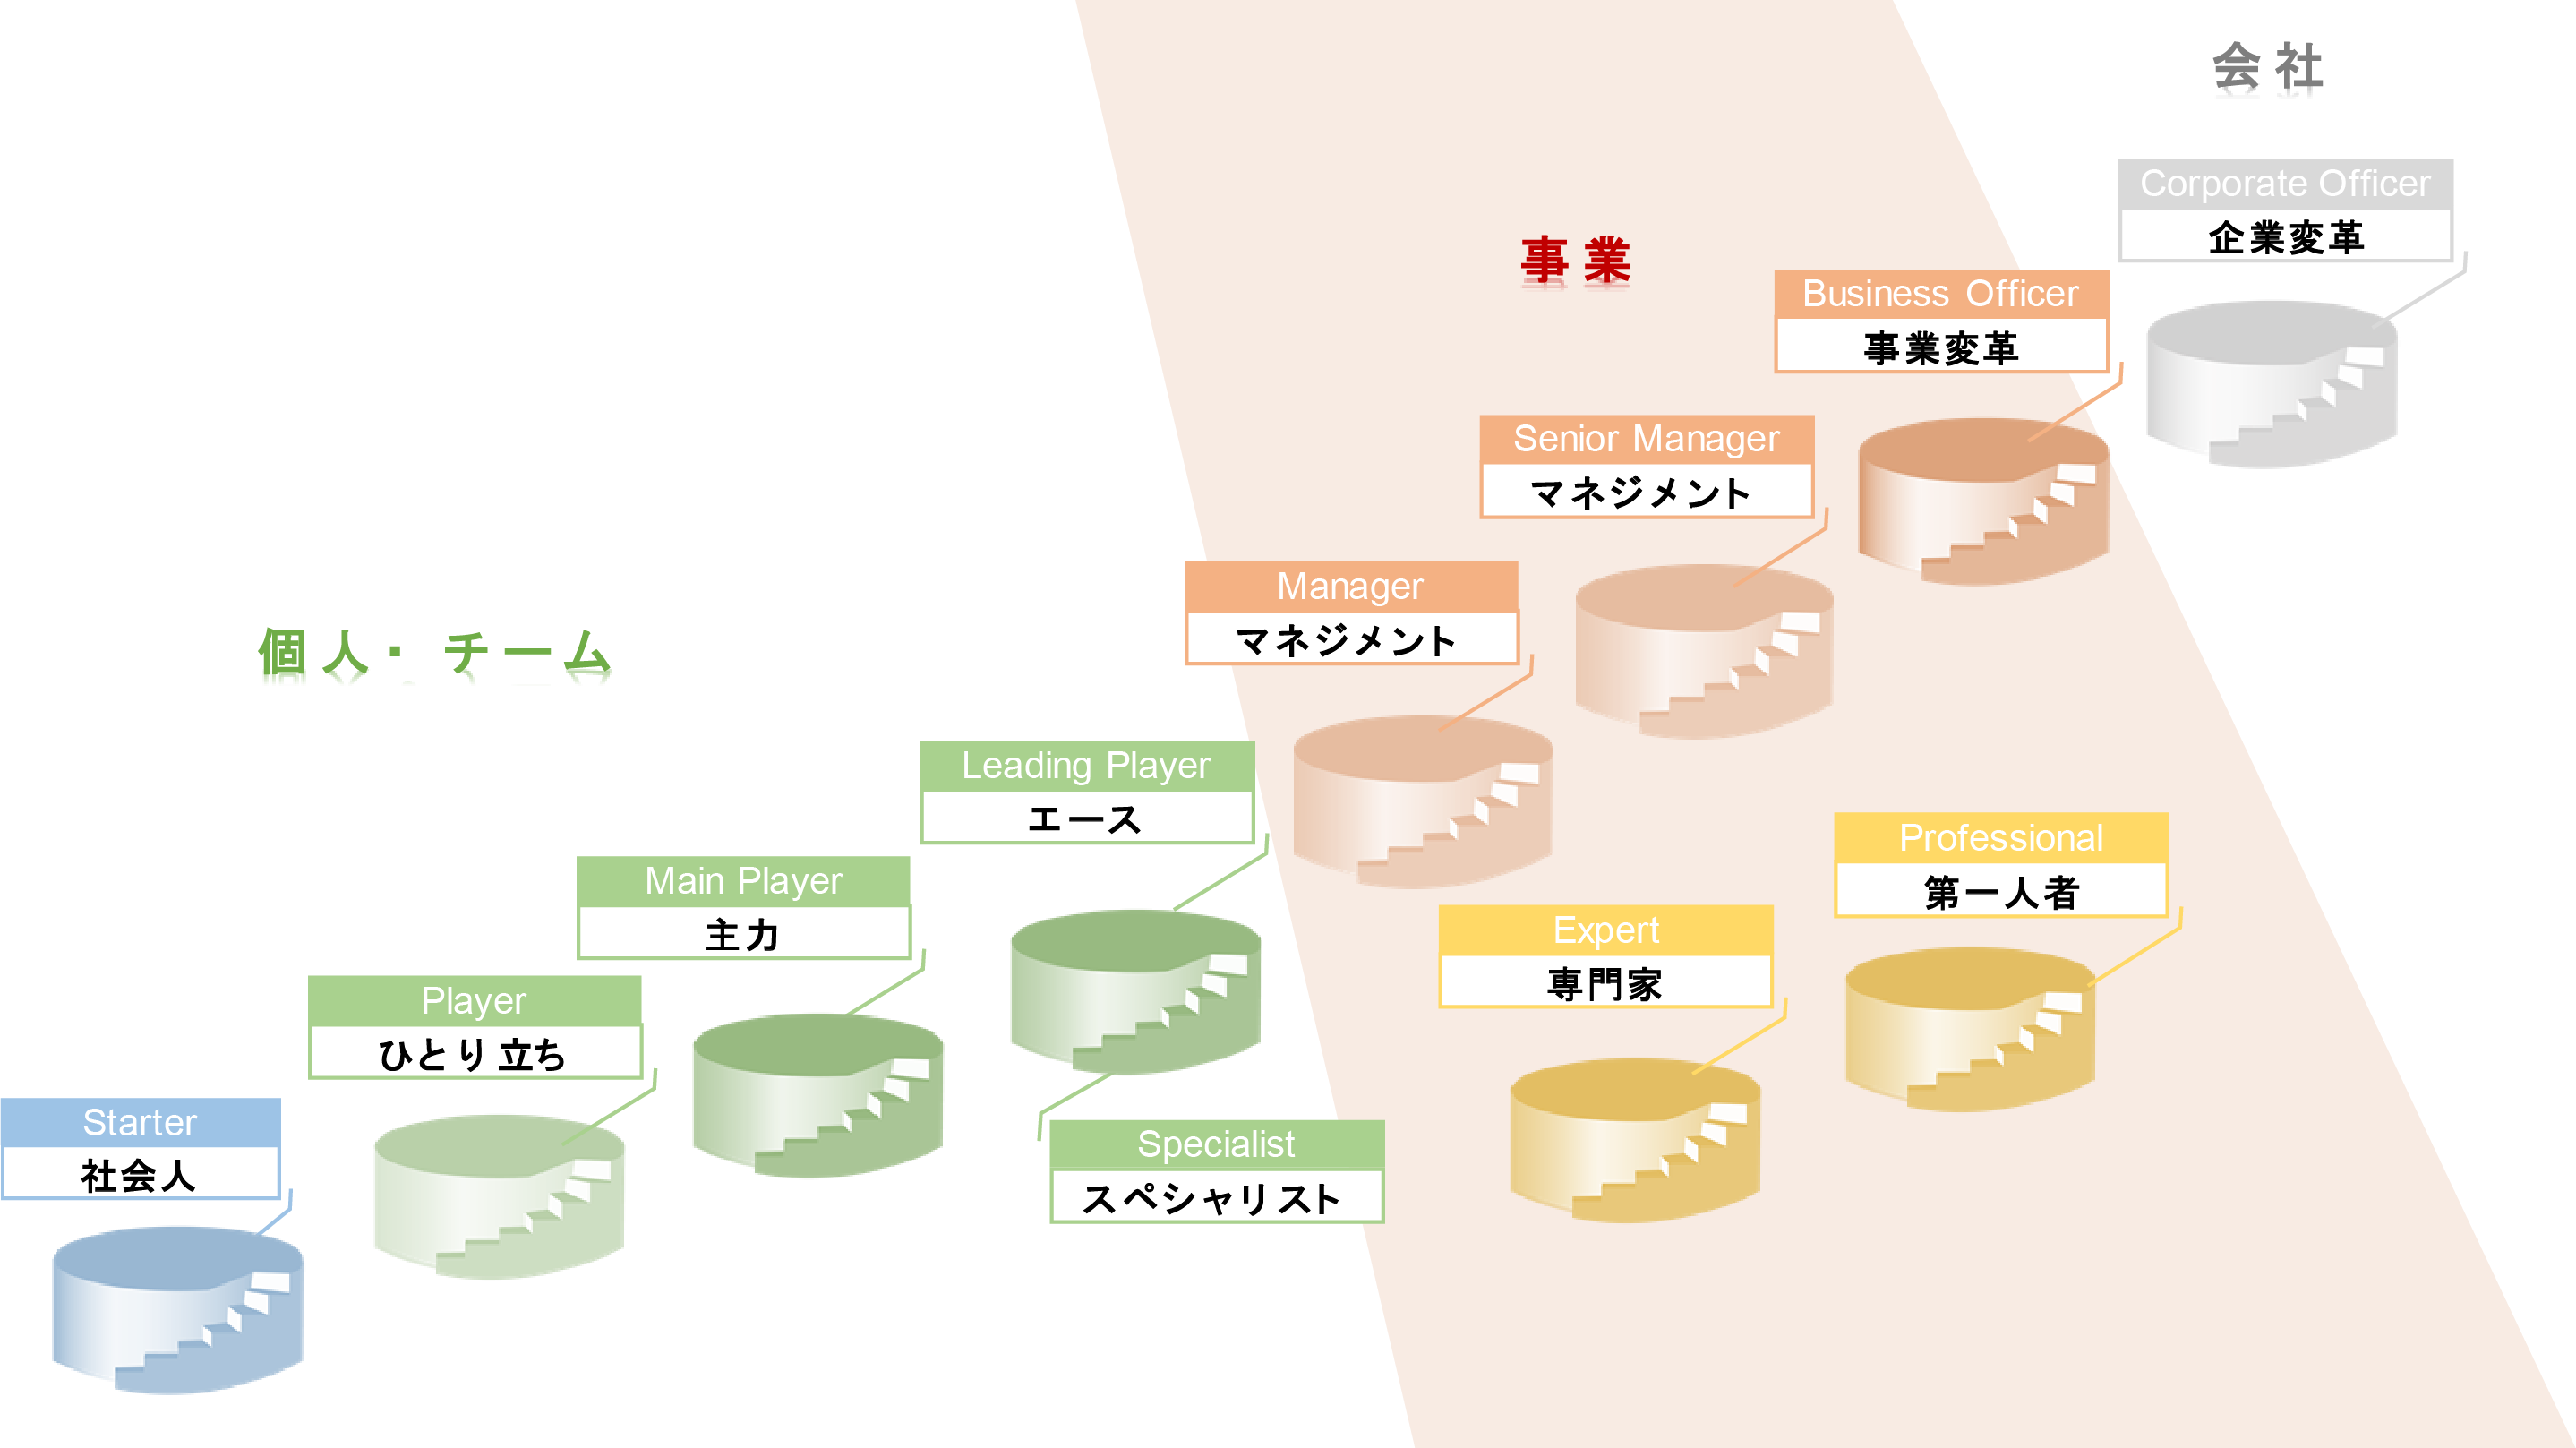 会社
Corporate Officer
企業変革
事業
Business Officer
事業変革
Senior Manager
マネジメント
Manager
マネジメント
個人・チーム
Leading Player
エース
Professional
第一人者
Main Player
主力
Expert
専門家
Player
ひとり立ち
Starter
社会人
Specialist
スペシャリスト